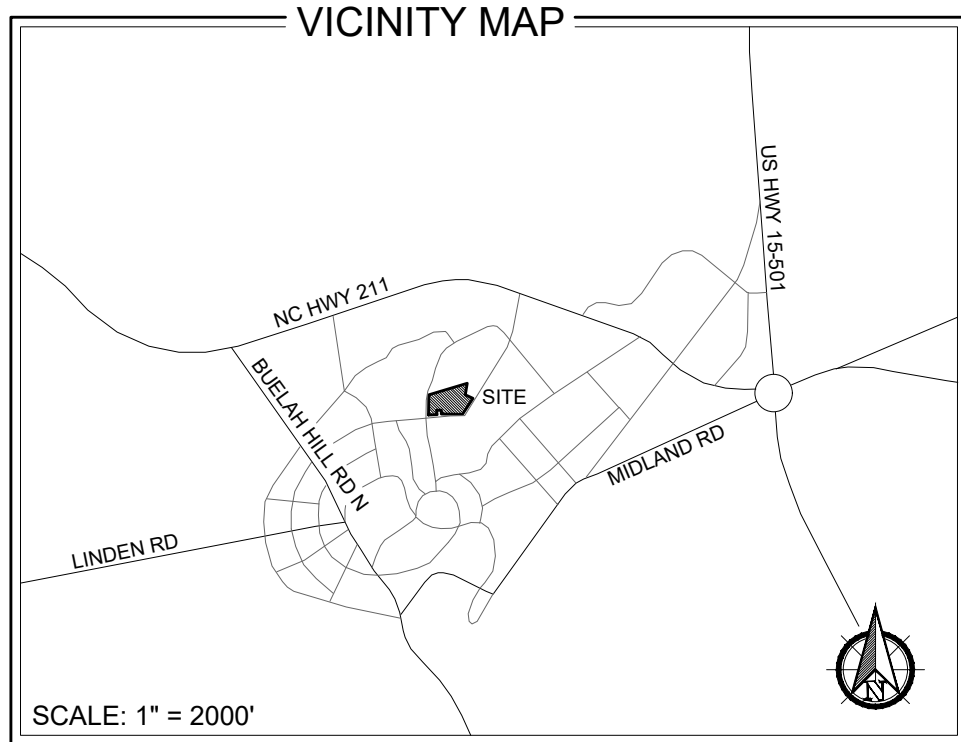 VICINITY MAP
US HWY 15-501
NC HWY 211
BUELAH HILL RD N
SITE
MIDLAND RD
LINDEN RD
N
SCALE: 1" = 2000'